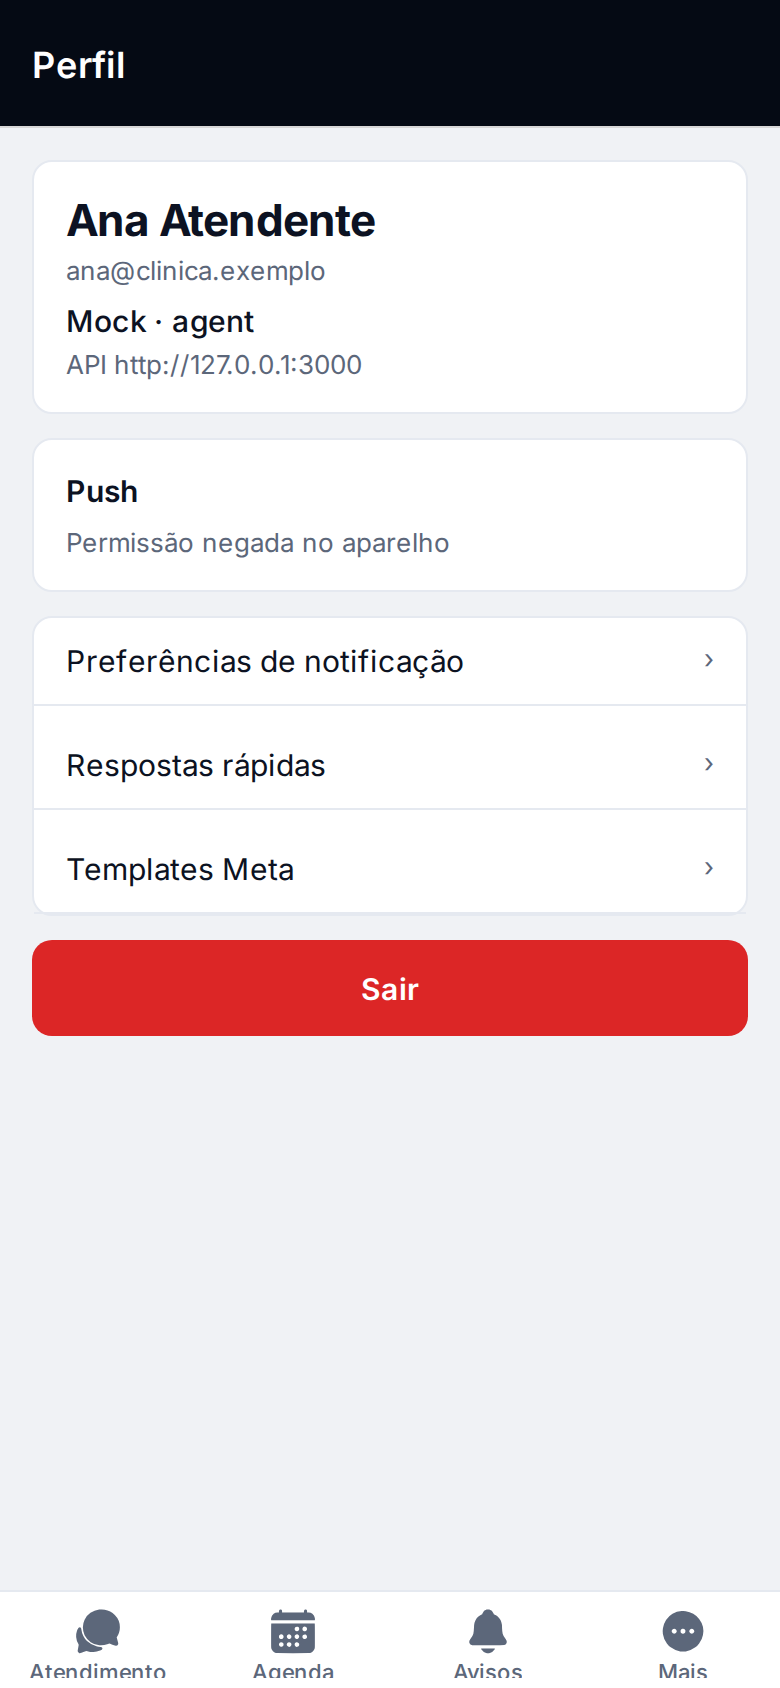 Perfil
Ana Atendente
ana@clinica.exemplo
Mock · agent
API http://127.0.0.1:3000
Push
Permissão negada no aparelho
Preferências de notificação
Respostas rápidas
Templates Meta
Sair
Atendimento
Agenda
Avisos
Mais